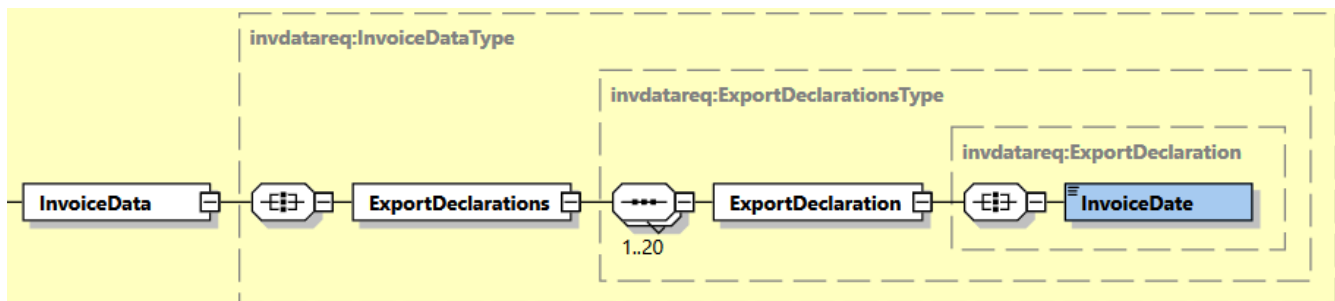 invdatareq:InvoiceDataType
invdatareq:ExportDeclarationsType
invdatareq:ExportDeclaration
InvoiceData
ExportDeclarations
ExportDeclaration
InvoiceDate
1..20